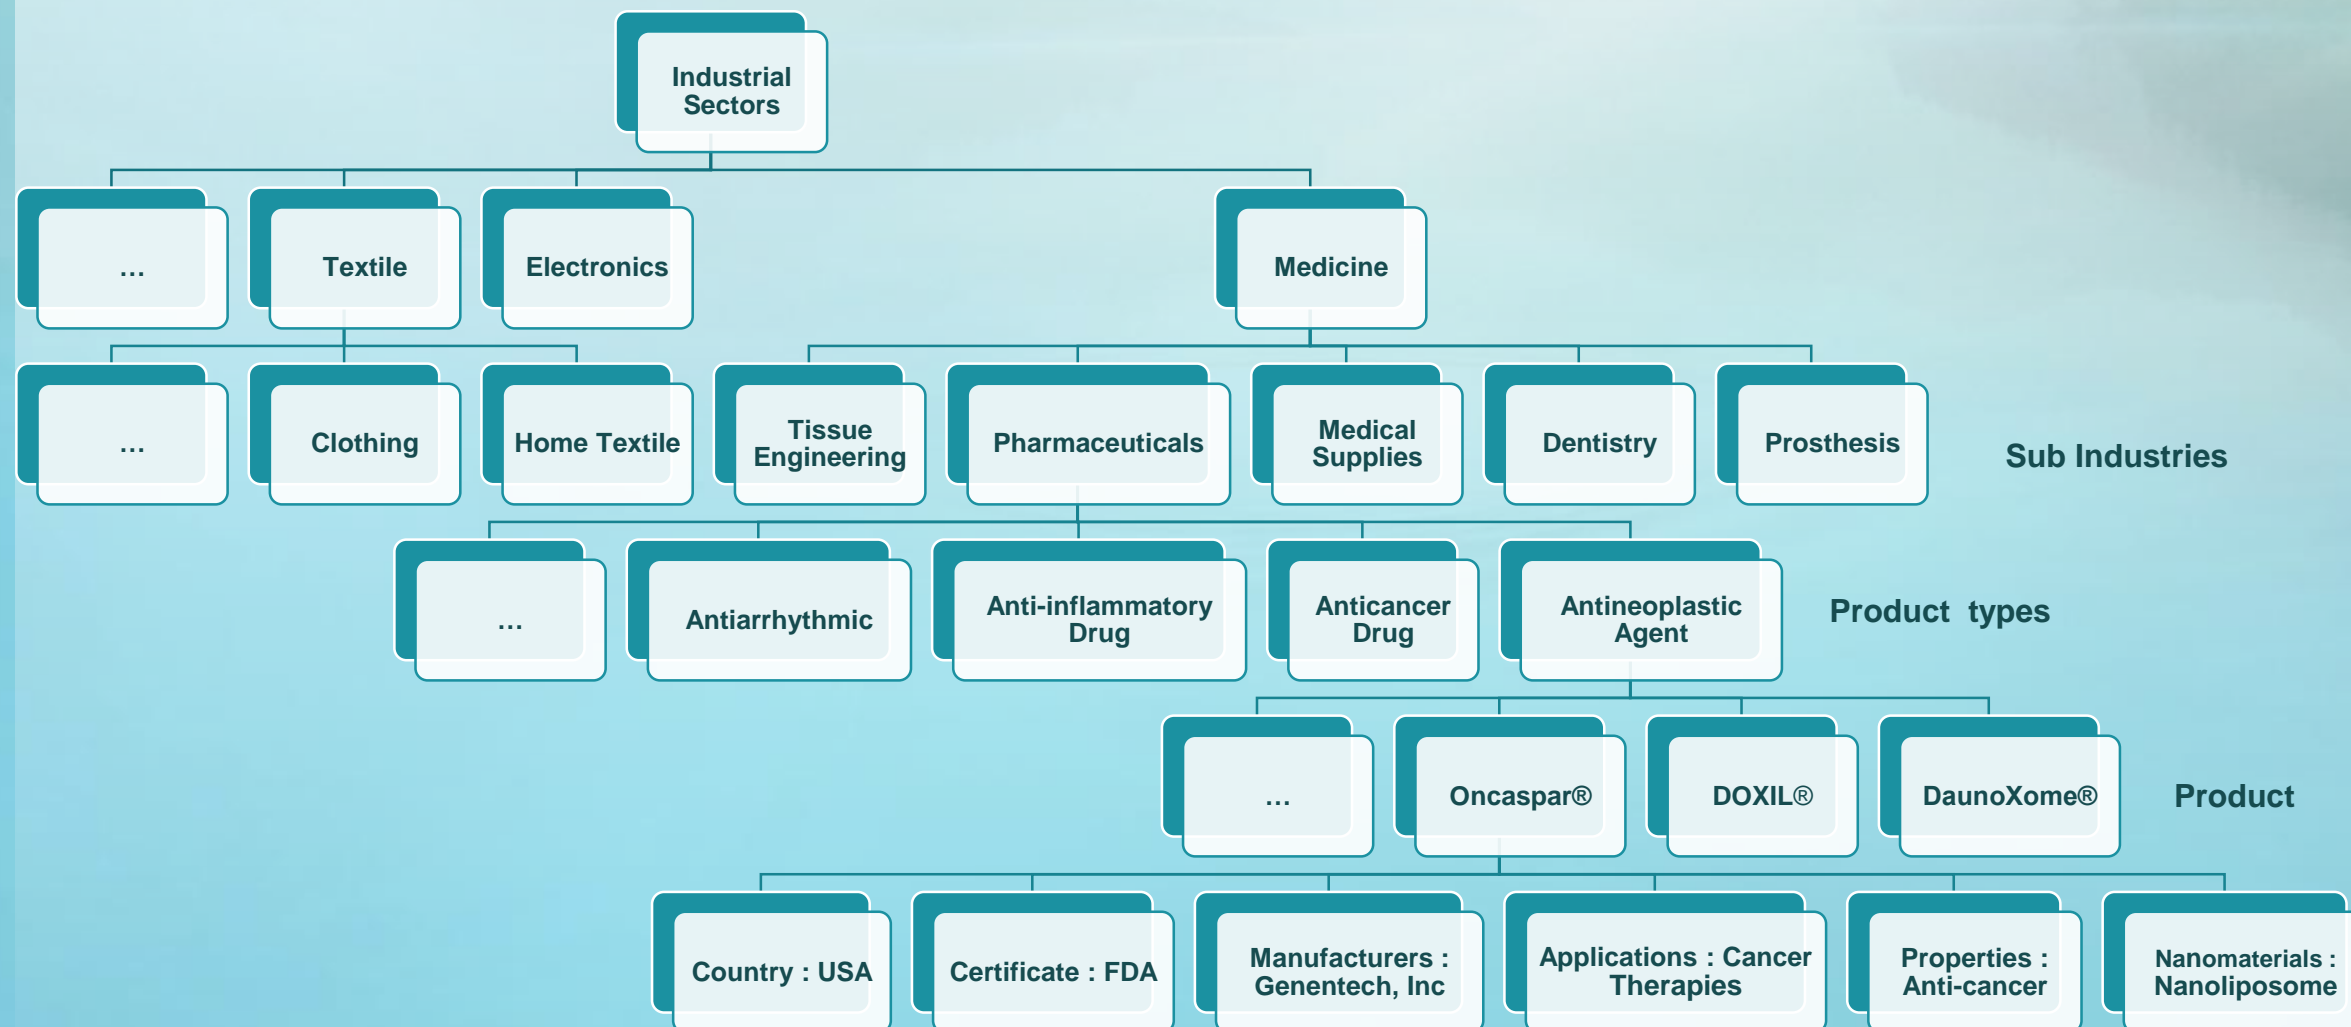 Industrial
Sectors
…
Textile
Electronics
Medicine
…
Clothing
Home Textile
Tissue
Engineering
Pharmaceuticals
Medical
Supplies
Dentistry
Prosthesis
Sub Industries
…
Antiarrhythmic
Anti-inflammatory
Drug
Anticancer
Drug
Antineoplastic
Agent
Product types
…
Oncaspar®
DOXIL®
DaunoXome®
Product
Country : USA
Certificate : FDA
Manufacturers :
Genentech, Inc
Applications : Cancer
Therapies
Properties :
Anti-cancer
Nanomaterials :
Nanoliposome